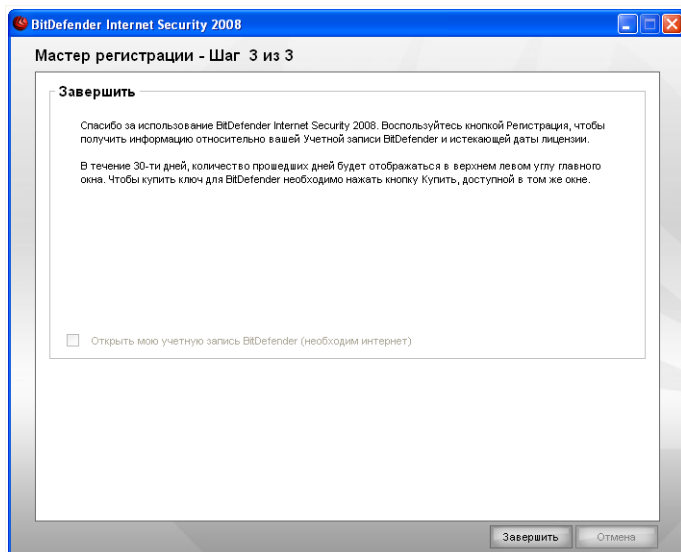 BitDefender Internet Security 2008
Мастер регистрации - Шаг 3 из 3
Завершить
Спасибо за использование BitDefender Internet Security 2008. Воспользуйтесь кнопкой Регистрация, чтобы
получить информацию относительно вашей Учетной записи BitDefender и истекающей даты лицензии.
В течение 30-ти дней, количество прошедших дней будет отображаться в верхнем левом углу главного
окна. Чтобы купить ключ для BitDefender необходимо нажать кнопку Купить, доступной в том же окне.
Открыть мою учетную запись BitDefender (необходим интернет)
Завершить
Отмена